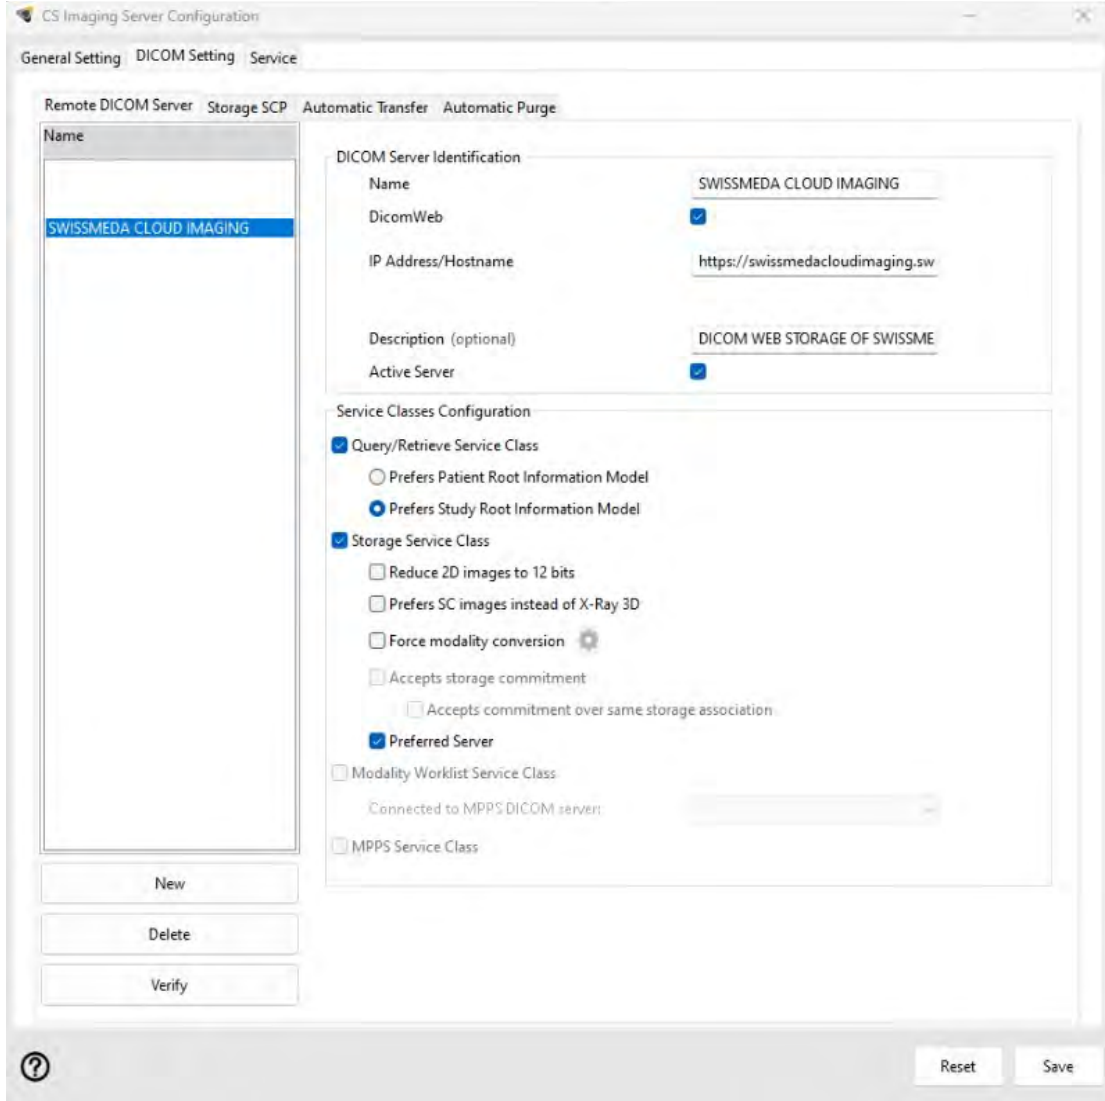 CS Imaging Server Configuration
General Setting DICOM Setting Service
Remote DICOM Server Storage SCP Automatic Transfer Automatic Purge
Name
SWISSMEDA CLOUD IMAGING
DICOM Server Identification
Name SWISSMEDA CLOUD IMAGING
DicomWeb
IP Address/Hostname https://swissmedacloudimaging.sw
Description (optional) DICOM WEB STORAGE OF SWISSME
Active Server
Service Classes Configuration
Query/Retrieve Service Class
Prefers Patient Root Information Model
Prefers Study Root Information Model
Storage Service Class
Reduce 2D images to 12 bits
Prefers SC images instead of X-Ray 3D
Force modality conversion
Accepts storage commitment
Accepts commitment over same storage association
Preferred Server
Modality Worklist Service Class
Connected to MPPS DICOM server:
MPPS Service Class
New
Delete
Verify
Reset Save